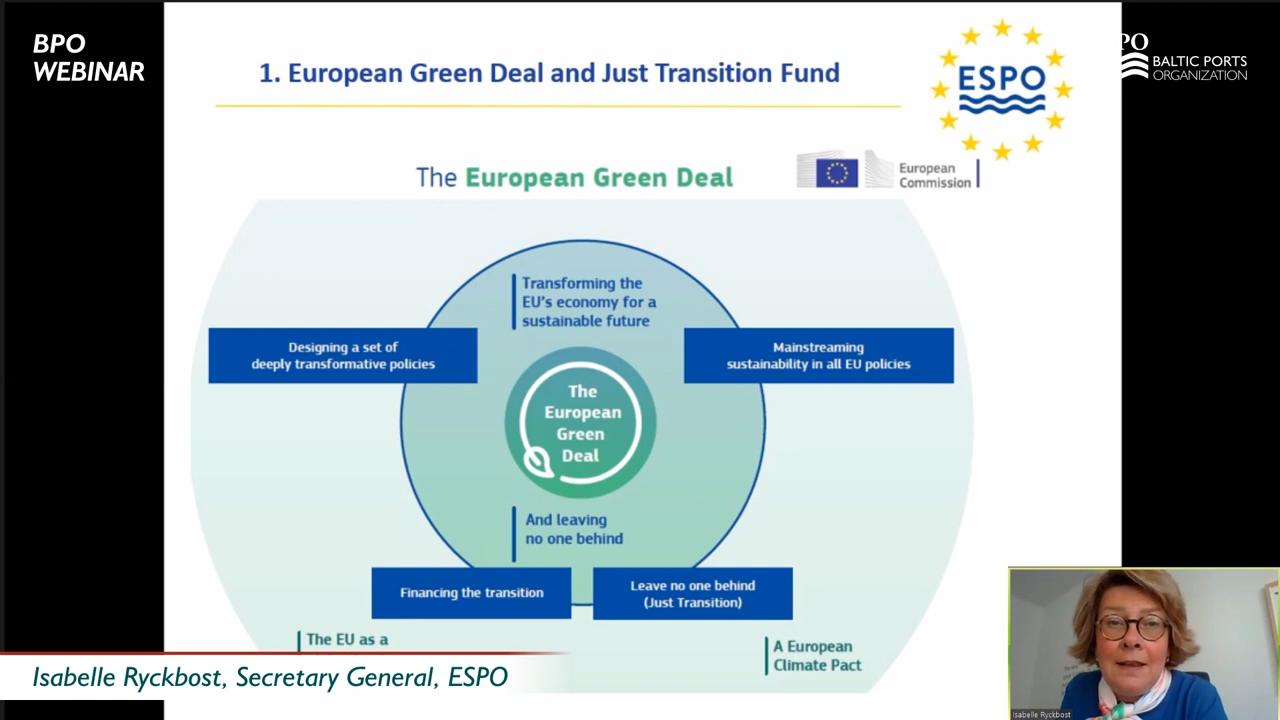 BPO
WEBINAR
1. European Green Deal and Just Transition Fund
ESPO
PO
BALTIC PORTS
ORGANIZATION
The European Green Deal
European
Commission
Transforming the
EU's economy for a
sustainable future
Designing a set of
deeply transformative policies
Mainstreaming
sustainability in all EU policies
The
European
Green
Deal
And leaving
no one behind
Financing the transition
Leave no one behind
(Just Transition)
The EU as a
A European
Climate Pact
Isabelle Ryckbost, Secretary General, ESPO
Isabelle Ryckbost